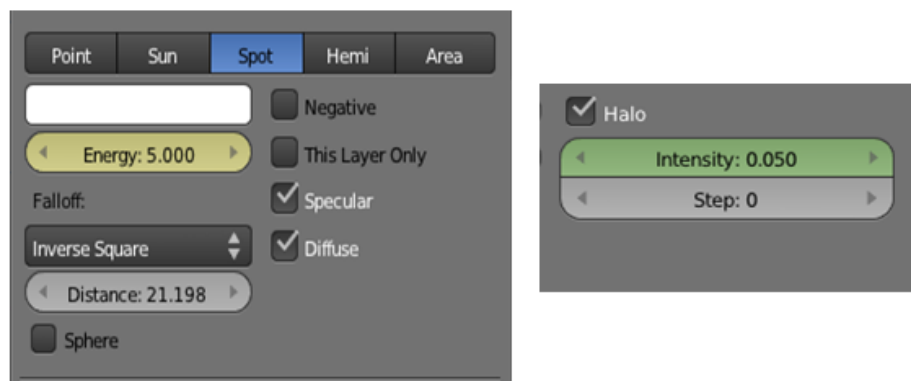 Point Sun Spot Hemi Area
Negative
Energy: 5.000
This Layer Only
Falloff:
Specular
Inverse Square
Diffuse
Distance: 21.198
Sphere
Halo
Intensity: 0.050
Step: 0